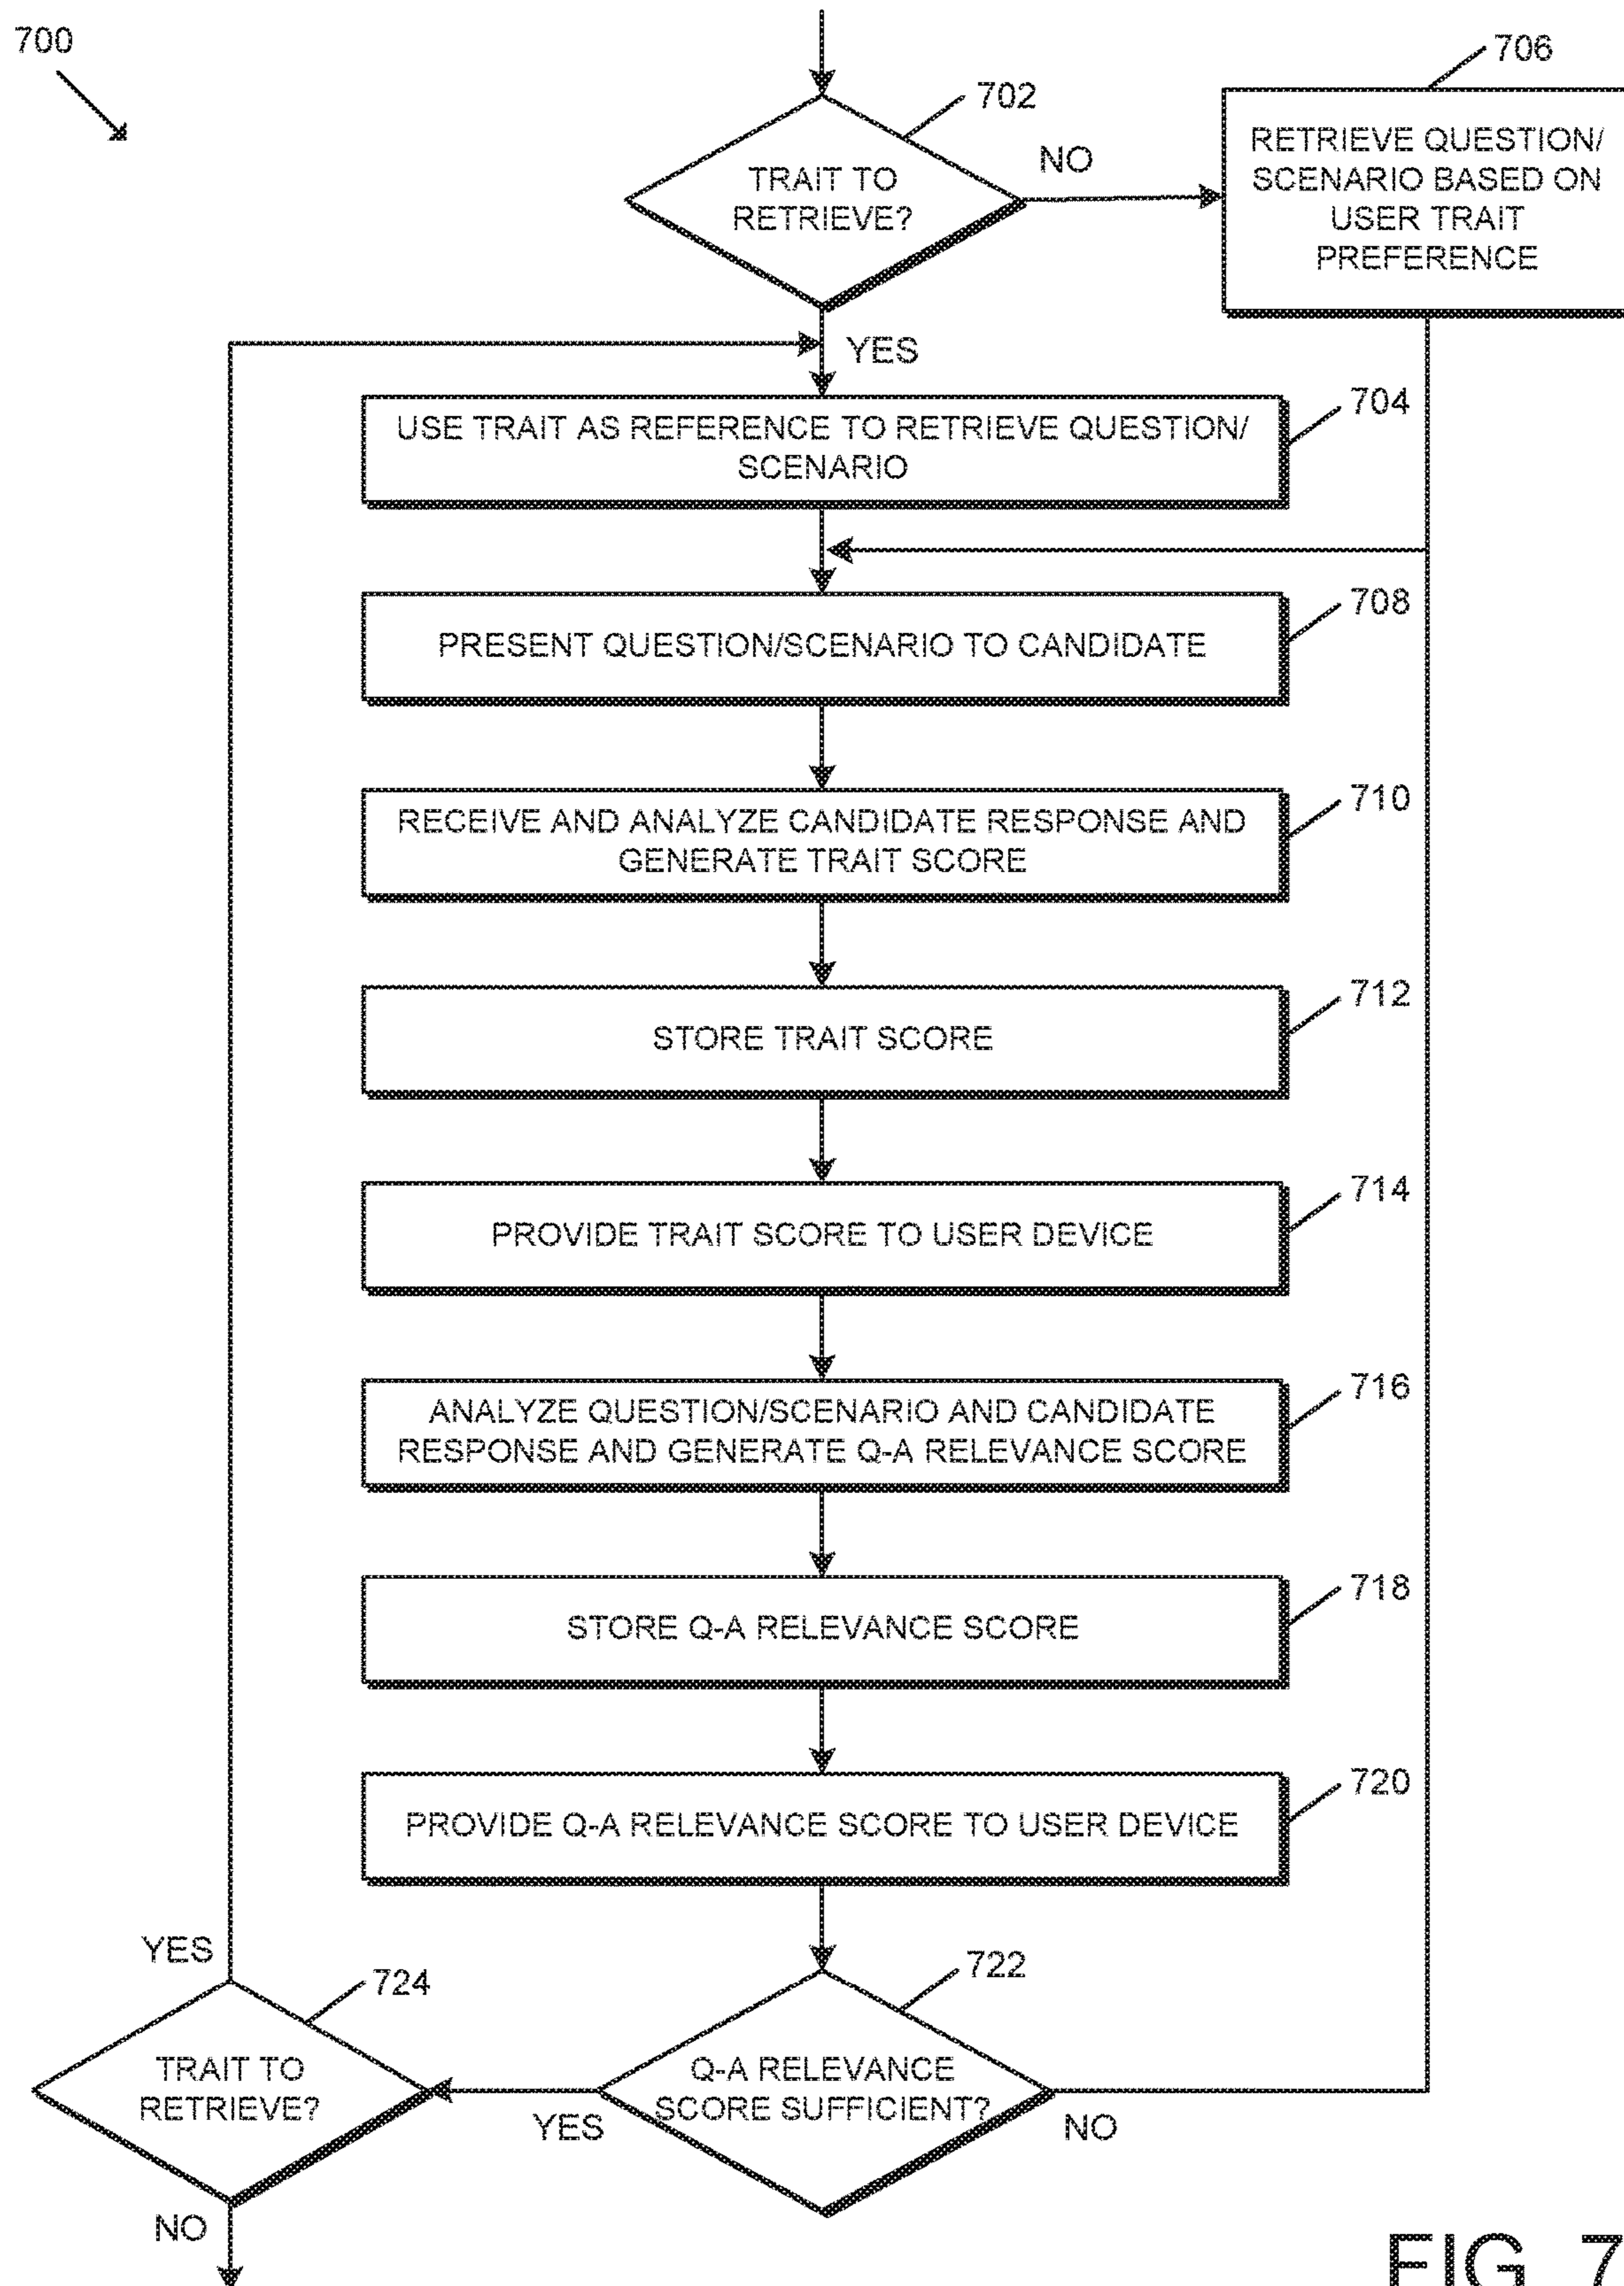 700
706
702
NO
RETRIEVE QUESTION/
SCENARIO BASED ON
USER TRAIT
PREFERENCE
TRAIT TO
RETRIEVE?
YES
704
USE TRAIT AS REFERENCE TO RETRIEVE QUESTION/
SCENARIO
708
PRESENT QUESTION/SCENARIO TO CANDIDATE
710
RECEIVE AND ANALYZE CANDIDATE RESPONSE AND
GENERATE TRAIT SCORE
712
STORE TRAIT SCORE
714
PROVIDE TRAIT SCORE TO USER DEVICE
716
ANALYZE QUESTION/SCENARIO AND CANDIDATE
RESPONSE AND GENERATE Q-A RELEVANCE SCORE
718
STORE Q-A RELEVANCE SCORE
720
PROVIDE Q-A RELEVANCE SCORE TO USER DEVICE
YES
724
722
TRAIT TO
RETRIEVE?
Q-A RELEVANCE
SCORE SUFFICIENT?
YES
NO
NO
FIG. 7